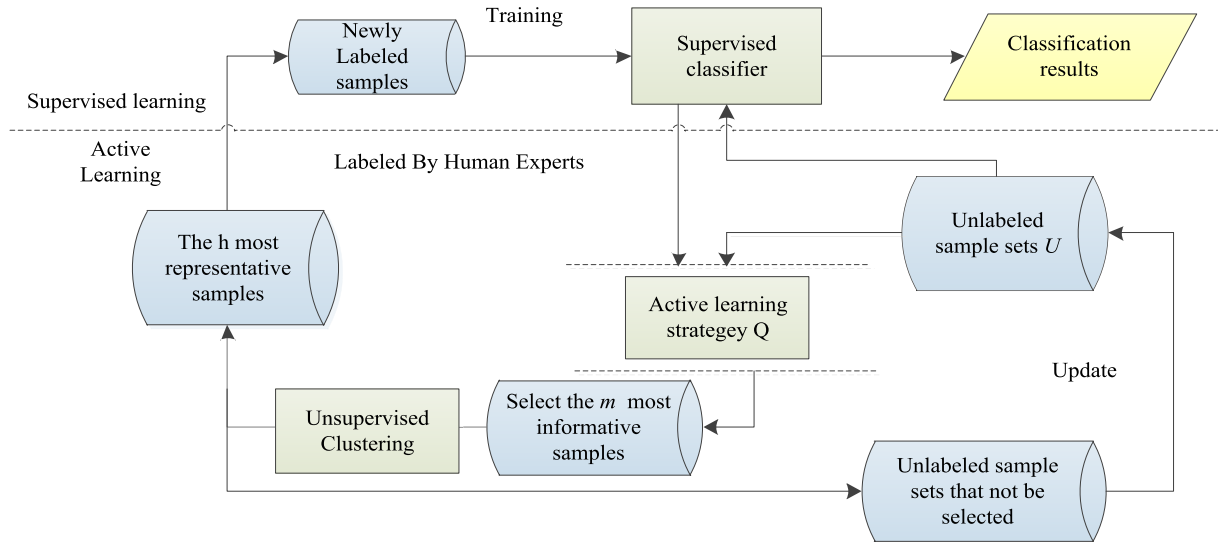 Training
Newly
Labeled
samples
Supervised
classifier
Classification
results
Supervised learning
Active
Learning
Labeled By Human Experts
The h most
representative
samples
Unlabeled
sample sets U
Active learning
strategey Q
Update
Unsupervised
Clustering
Select the m most
informative
samples
Unlabeled sample
sets that not be
selected